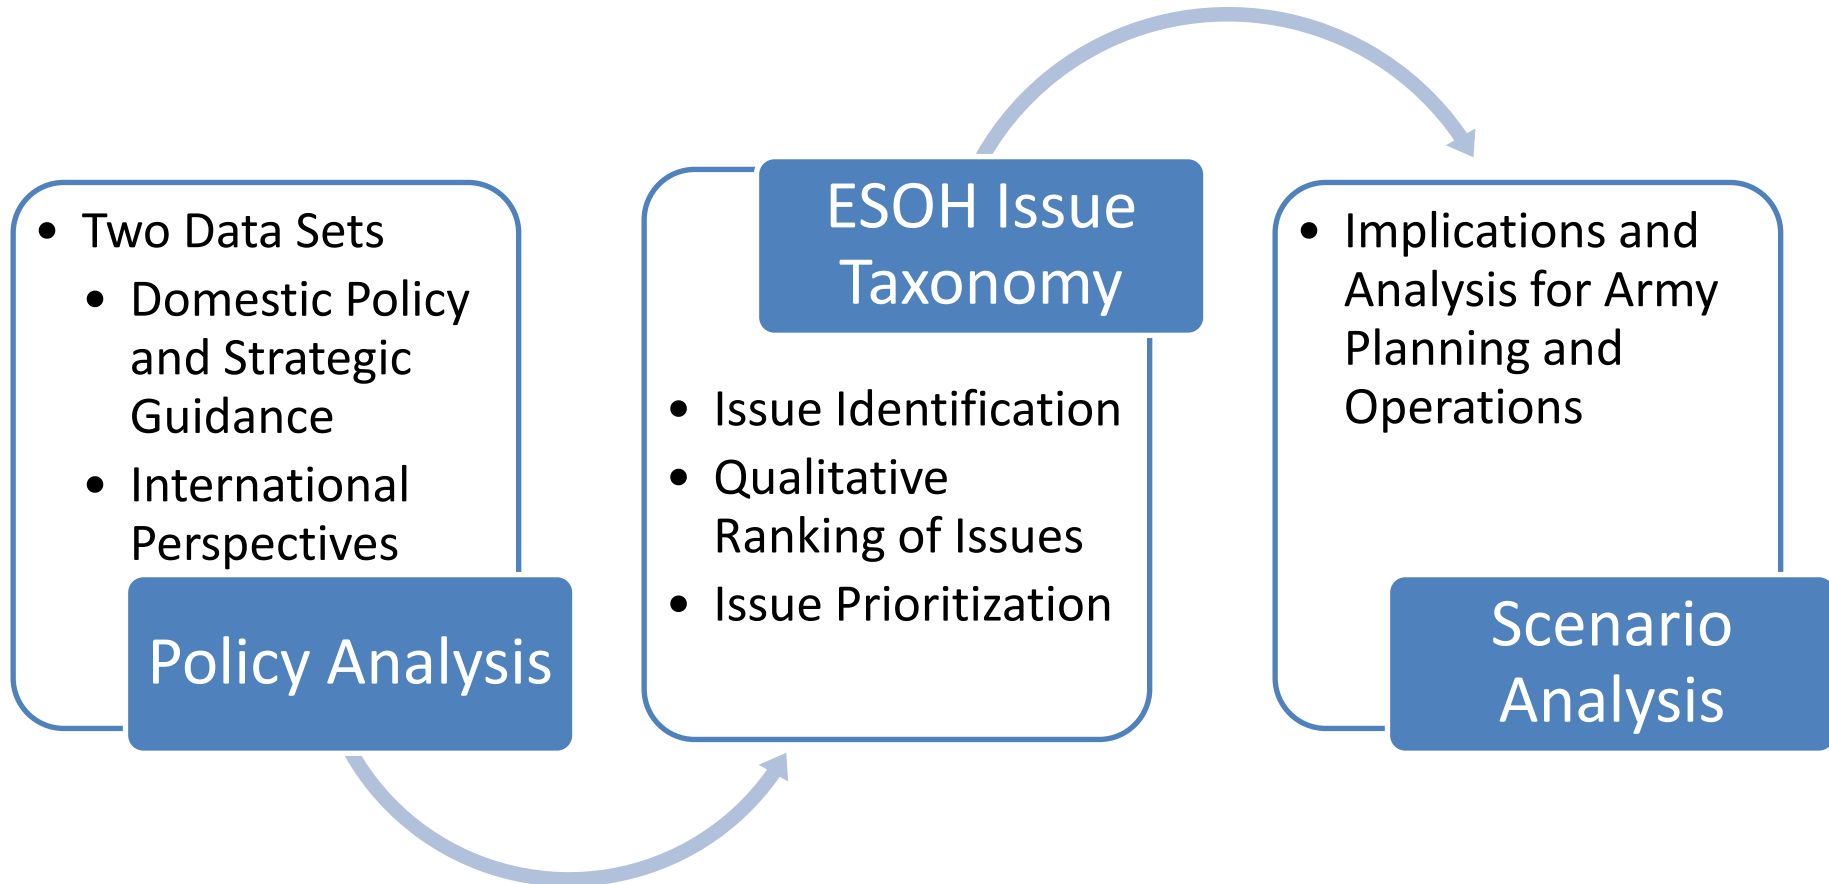 • Two Data Sets
• Domestic Policy
and Strategic
Guidance
• International
Perspectives
Policy Analysis
ESOH Issue
Taxonomy
• Issue Identification
• Qualitative
Ranking of Issues
• Issue Prioritization
• Implications and
Analysis for Army
Planning and
Operations
Scenario
Analysis